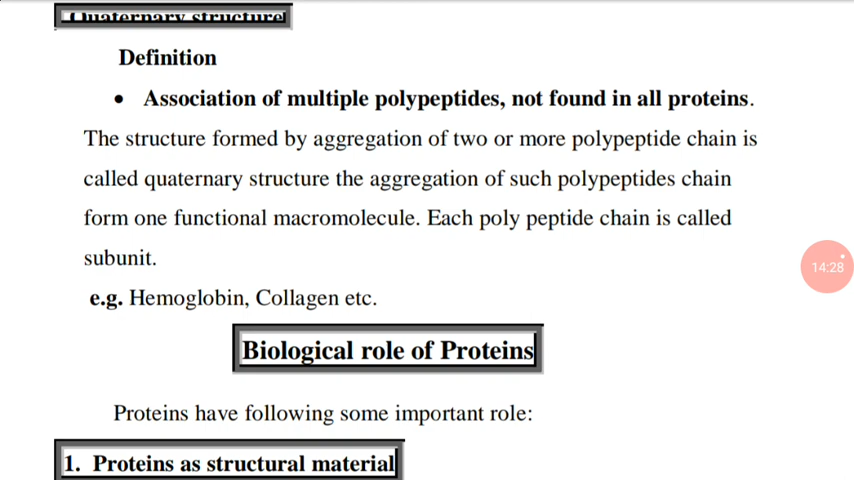 Quaternary structure
Definition
• Association of multiple polypeptides, not found in all proteins.
The structure formed by aggregation of two or more polypeptide chain is
called quaternary structure the aggregation of such polypeptides chain
form one functional macromolecule. Each poly peptide chain is called
subunit.
e.g. Hemoglobin, Collagen etc.
14:28
Biological role of Proteins
Proteins have following some important role:
1. Proteins as structural material